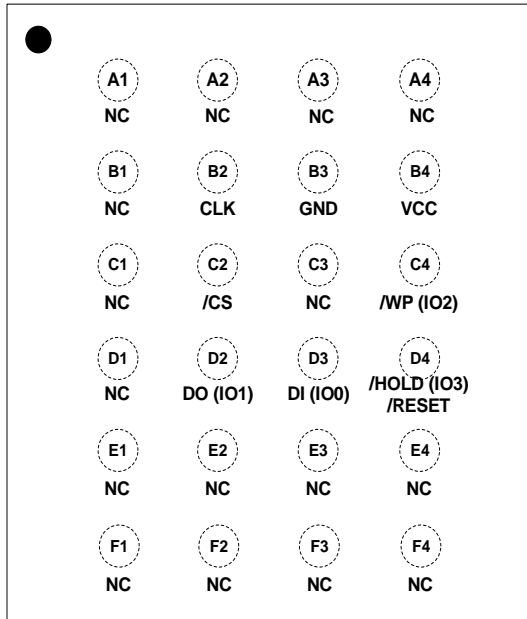 A1 A2 A3 A4
NC NC NC NC
B1 B2 B3 B4
NC CLK GND VCC
C1 C2 C3 C4
NC /CS NC /WP (IO2)
D1 D2 D3 D4
NC DO (IO1) DI (IO0) /HOLD (IO3)
/RESET
E1 E2 E3 E4
NC NC NC NC
F1 F2 F3 F4
NC NC NC NC